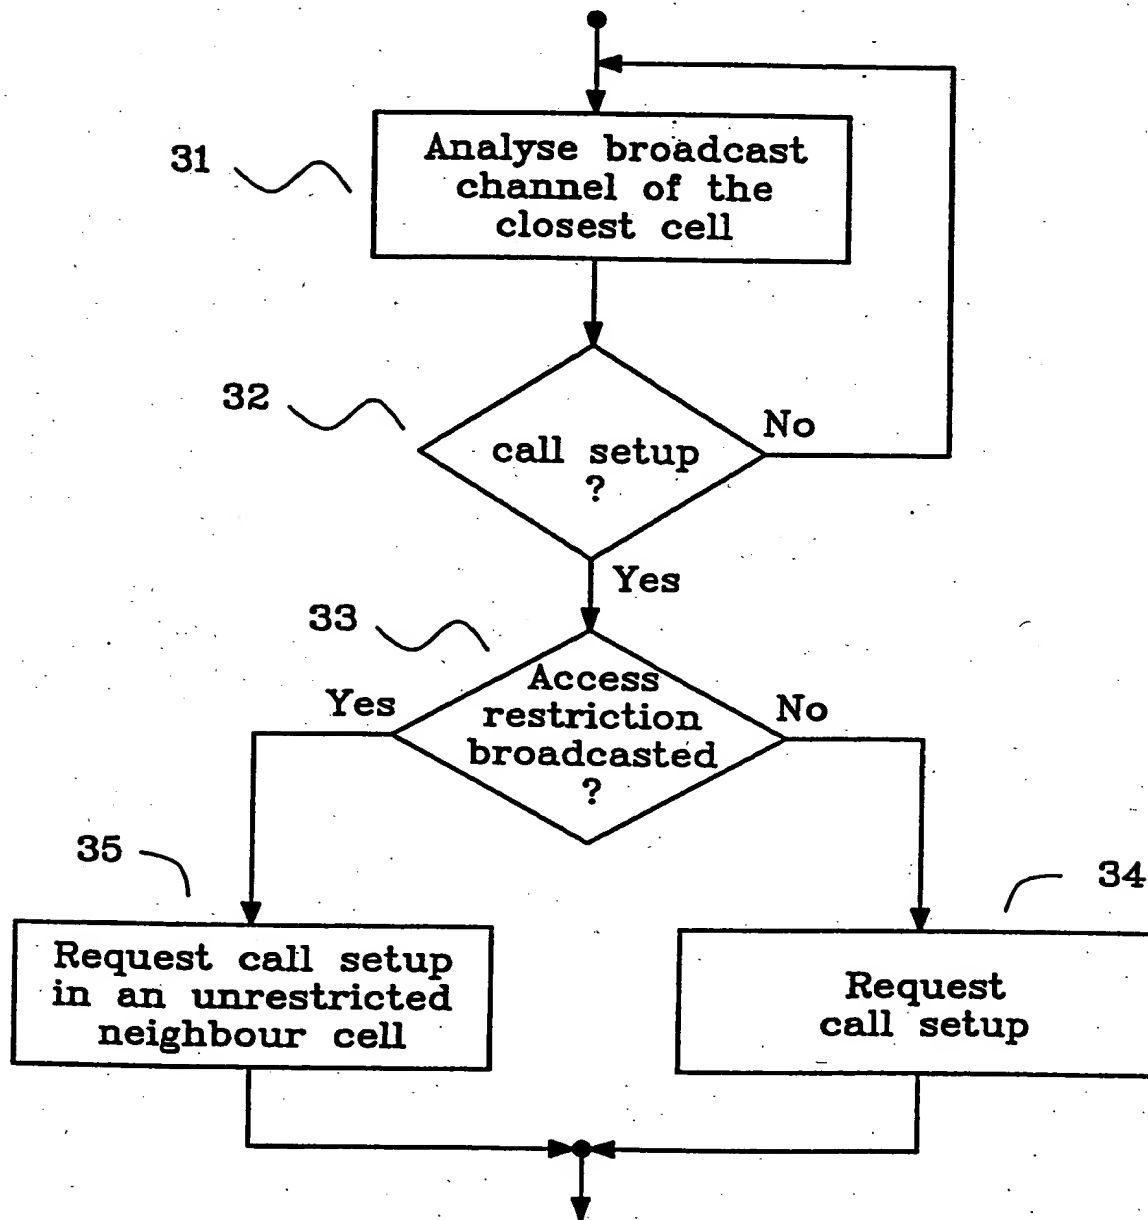 31
Analyse broadcast
channel of the
closest cell
32
No
call setup
?
Yes
33
Access
restriction
broadcasted
?
Yes
No
35
34
Request call setup
in an unrestricted
neighbour cell
Request
call setup